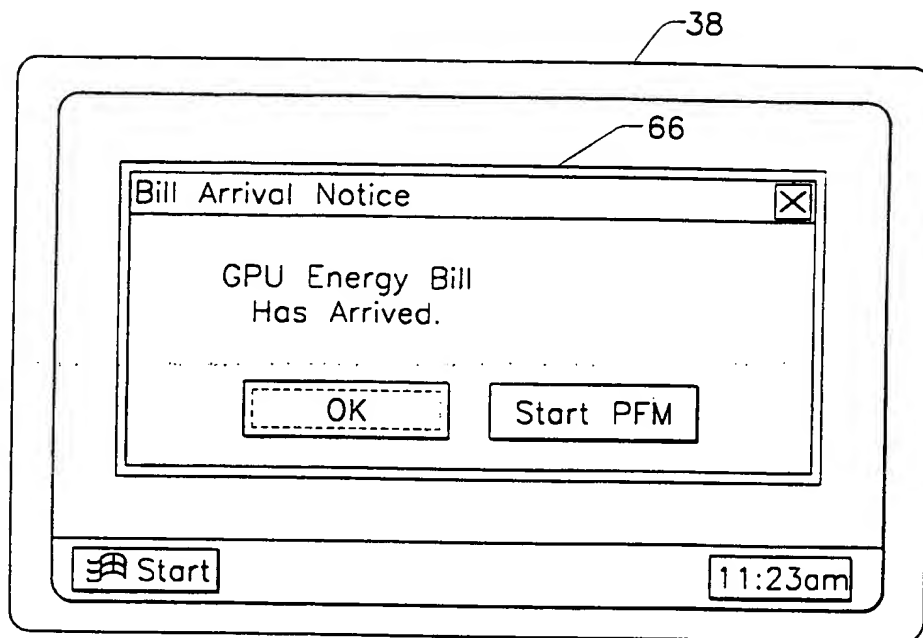 38
66
Bill Arrival Notice
GPU Energy Bill
Has Arrived.
OK
Start PFM
Start
11:23am